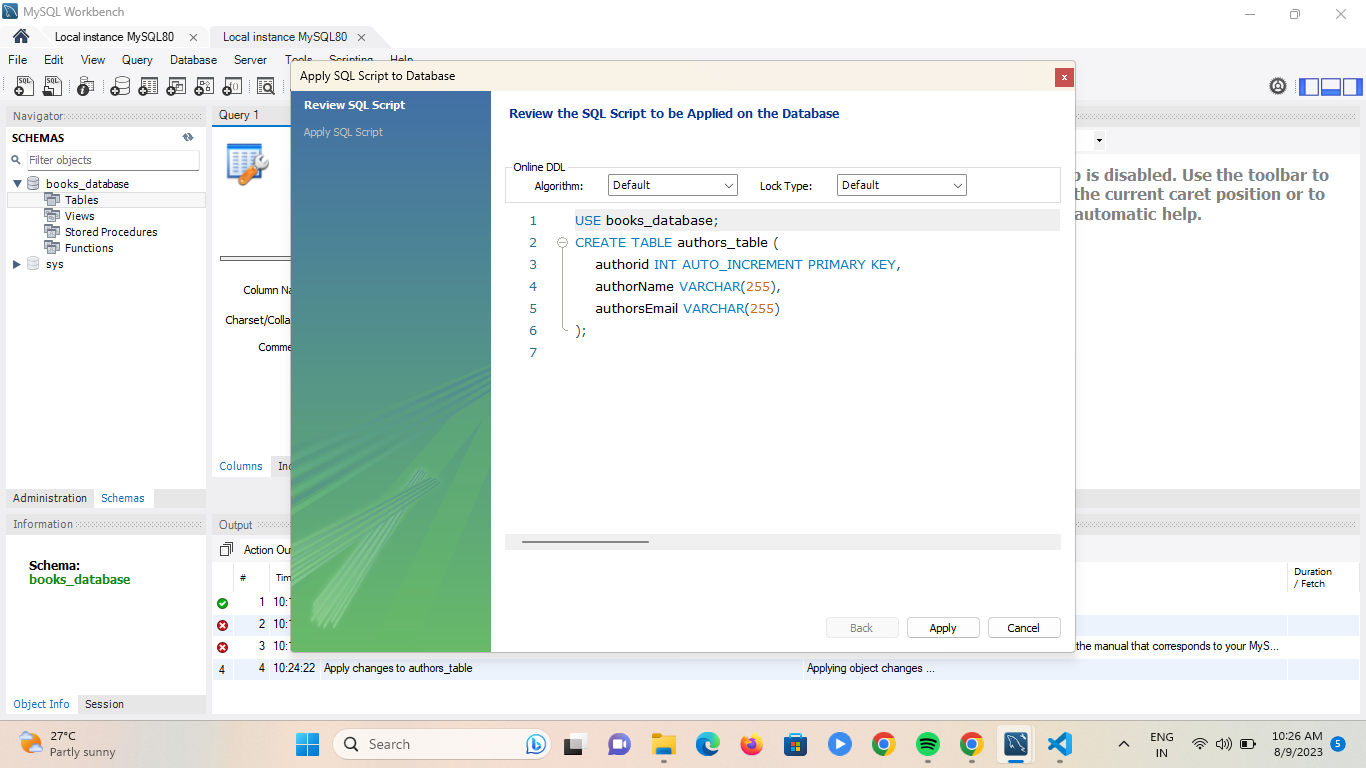 MySQL Workbench
Local instance MySQL80
Local instance MySQL80
File Edit View Query Database Server Tools Scripting Help
Navigator
SCHEMAS
Filter objects
books_database
Tables
Views
Stored Procedures
Functions
sys
Administration Schemas
Information
Schema:
books_database
Object Info Session
Query 1
Column Na
Charset/Colla
Comme
Columns In
Apply SQL Script to Database
Review SQL Script
Apply SQL Script
Review the SQL Script to be Applied on the Database
Online DDL
Algorithm: Default Lock Type: Default
1 USE books_database;
2 CREATE TABLE authors_table (
3 authorid INT AUTO_INCREMENT PRIMARY KEY,
4 authorName VARCHAR(255),
5 authorsEmail VARCHAR(255)
6 );
7
Back Apply Cancel
is disabled. Use the toolbar to
the current caret position or to
automatic help.
Output
Action Ou
# Tim Duration / Fetch
1 10:1
2 10:1
3 10:1 the manual that corresponds to your MyS...
4 4 10:24:22 Apply changes to authors_table Applying object changes ...
27°C
Partly sunny
Search
ENG
IN
10:26 AM
8/9/2023
5